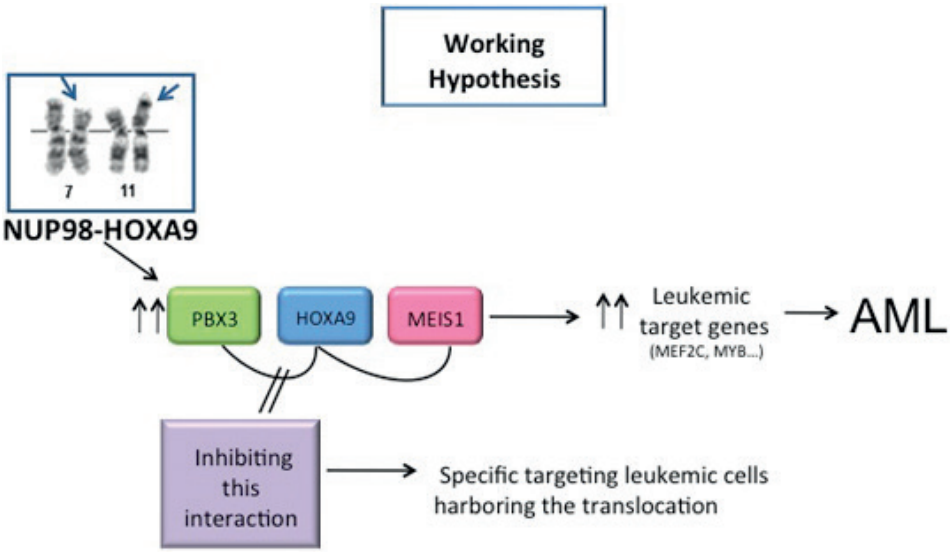 Working
Hypothesis
7 11
NUP98-HOXA9
↑↑ PBX3 HOXA9 MEIS1 → ↑↑ Leukemic
target genes
(MEF2C, MYB...)
→ AML
Inhibiting
this
interaction
Specific targeting leukemic cells
harboring the translocation